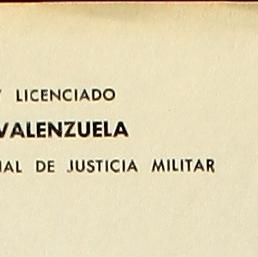 Y LICENCIADO
VALENZUELA
IAL DE JUSTICIA MILITAR